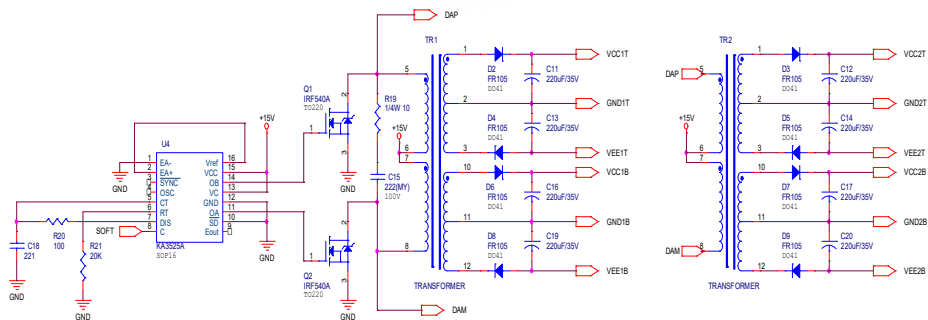 DAP
TR1
TR2
1
D2
FR105
DO41
C11
220uF/35V
VCC1T
2
GND1T
D4
FR105
DO41
C13
220uF/35V
3
VEE1T
10
VCC1B
D6
FR105
DO41
C16
220uF/35V
11
GND1B
D8
FR105
DO41
C19
220uF/35V
12
VEE1B
5
+15V
6
7
8
TRANSFORMER
Q1
IRF540A
TO220
2
1
3
GND
R19
1/4W 10
C15
222(MY)
100V
Q2
IRF540A
TO220
2
1
3
GND
DAM
+15V
U4
1
2
3
4
5
6
7
8
EA-
EA+
SYNC
OSC
CT
RT
DIS
C
Vref
VCC
OB
VC
GND
OA
SD
Eout
16
15
14
13
12
11
10
9
KA3525A
SOP16
GND
GND
SOFT
R20
100
R21
20K
C18
221
GND
GND
DAP
5
+15V
6
7
DAM
8
TRANSFORMER
1
D3
FR105
DO41
C12
220uF/35V
VCC2T
2
GND2T
D5
FR105
DO41
C14
220uF/35V
3
VEE2T
10
VCC2B
D7
FR105
DO41
C17
220uF/35V
11
GND2B
D9
FR105
DO41
C20
220uF/35V
12
VEE2B